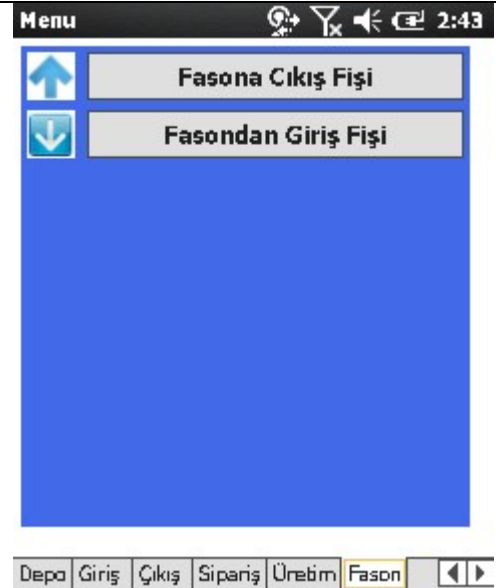 Menu 2:43
Fasona Cıkış Fişi
Fasondan Giriş Fişi
Depo Giriş Çıkış Sipariş Üretim Fason